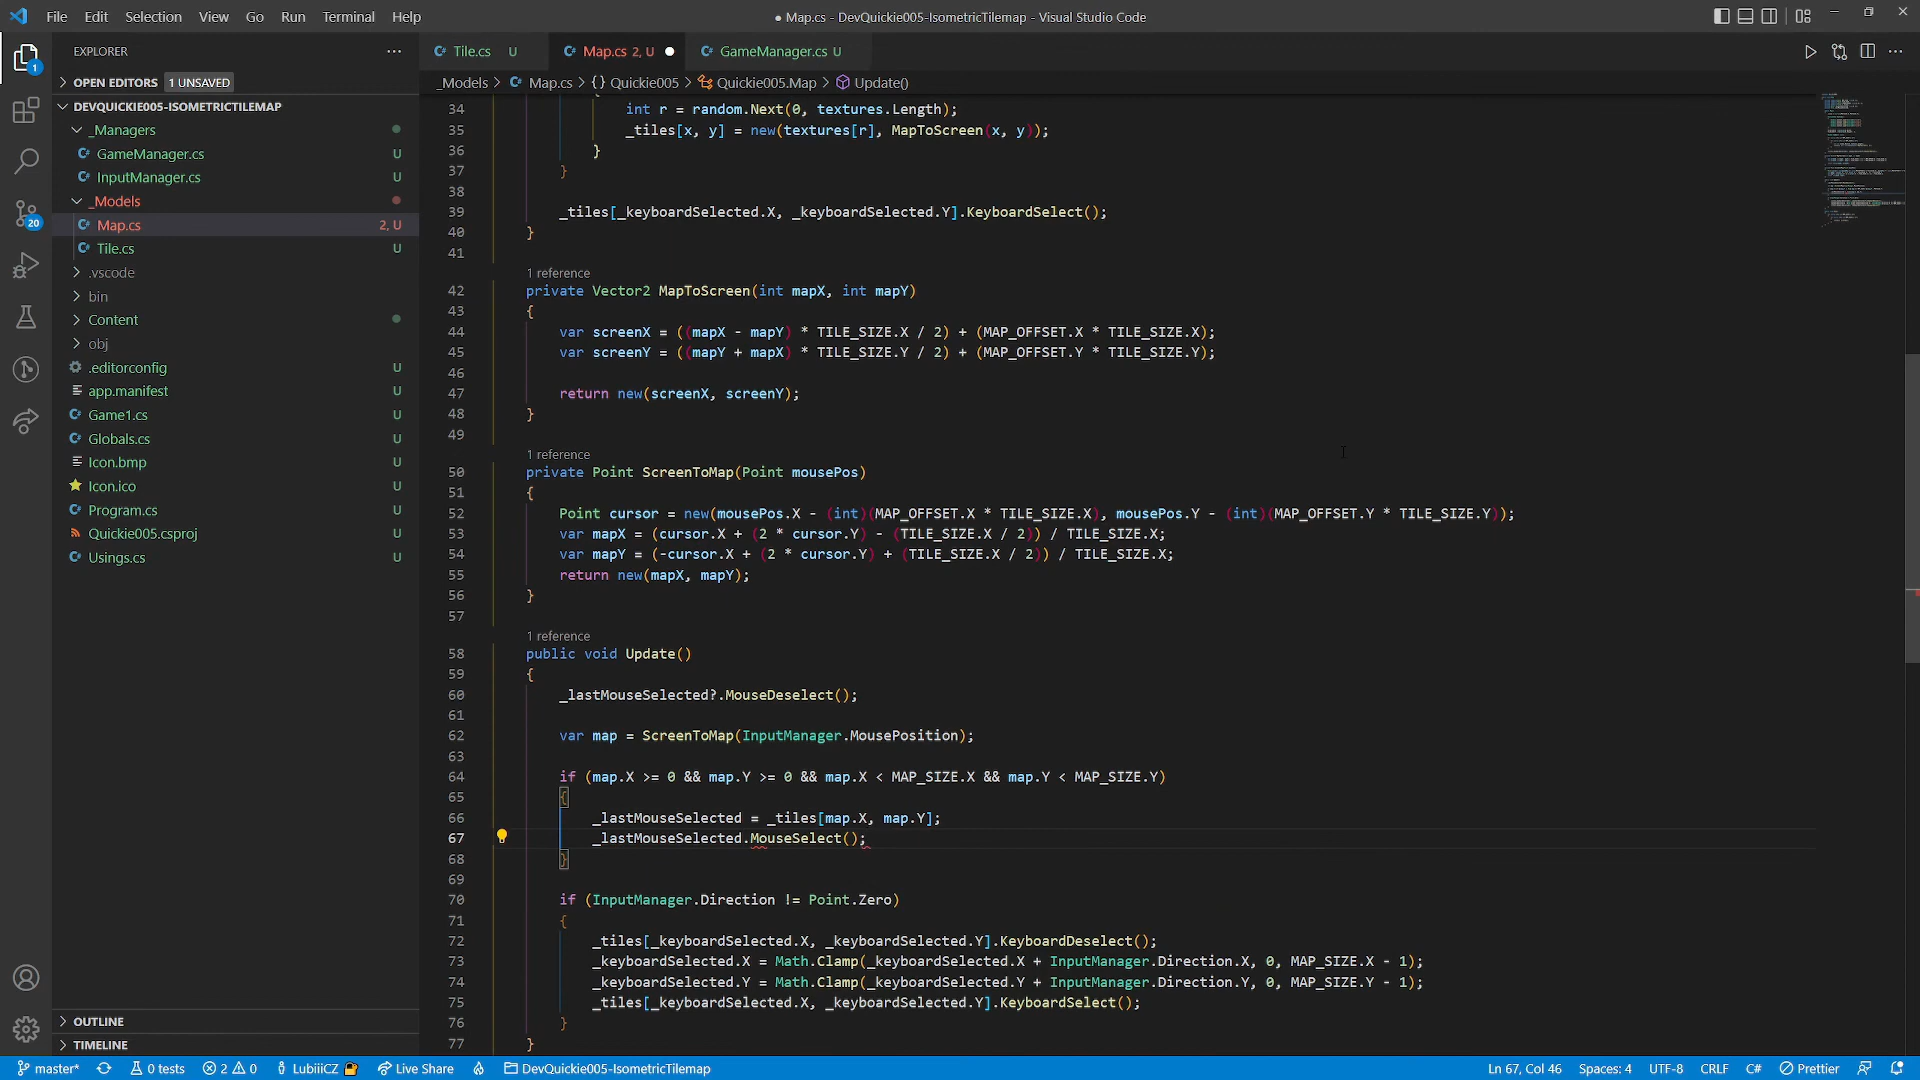 File Edit Selection View Go Run Terminal Help
● Map.cs - DevQuickie005-IsometricTilemap - Visual Studio Code
EXPLORER
Tile.cs U
Map.cs 2, U
GameManager.cs U
OPEN EDITORS 1 UNSAVED
_Models > Map.cs > {} Quickie005 > Quickie005.Map > Update()
DEVQUICKIE005-ISOMETRICTILEMAP
_Managers
GameManager.cs U
InputManager.cs U
_Models
Map.cs 2, U
Tile.cs U
.vscode
bin
Content
obj
.editorconfig U
app.manifest U
Game1.cs U
Globals.cs U
Icon.bmp U
Icon.ico U
Program.cs U
Quickie005.csproj U
Usings.cs U
OUTLINE
TIMELINE
1
20
{
34 int r = random.Next(0, textures.Length);
35 _tiles[x, y] = new(textures[r], MapToScreen(x, y));
36 }
37 }
38
39 _tiles[_keyboardSelected.X, _keyboardSelected.Y].KeyboardSelect();
40 }
41
1 reference
42 private Vector2 MapToScreen(int mapX, int mapY)
43 {
44 var screenX = ((mapX - mapY) * TILE_SIZE.X / 2) + (MAP_OFFSET.X * TILE_SIZE.X);
45 var screenY = ((mapY + mapX) * TILE_SIZE.Y / 2) + (MAP_OFFSET.Y * TILE_SIZE.Y);
46
47 return new(screenX, screenY);
48 }
49
1 reference
50 private Point ScreenToMap(Point mousePos)
51 {
52 Point cursor = new(mousePos.X - (int)(MAP_OFFSET.X * TILE_SIZE.X), mousePos.Y - (int)(MAP_OFFSET.Y * TILE_SIZE.Y));
53 var mapX = (cursor.X + (2 * cursor.Y) - (TILE_SIZE.X / 2)) / TILE_SIZE.X;
54 var mapY = (-cursor.X + (2 * cursor.Y) + (TILE_SIZE.X / 2)) / TILE_SIZE.X;
55 return new(mapX, mapY);
56 }
57
1 reference
58 public void Update()
59 {
60 _lastMouseSelected?.MouseDeselect();
61
62 var map = ScreenToMap(InputManager.MousePosition);
63
64 if (map.X >= 0 && map.Y >= 0 && map.X < MAP_SIZE.X && map.Y < MAP_SIZE.Y)
65 {
66 _lastMouseSelected = _tiles[map.X, map.Y];
67 _lastMouseSelected.MouseSelect();
68 }
69
70 if (InputManager.Direction != Point.Zero)
71 {
72 _tiles[_keyboardSelected.X, _keyboardSelected.Y].KeyboardDeselect();
73 _keyboardSelected.X = Math.Clamp(_keyboardSelected.X + InputManager.Direction.X, 0, MAP_SIZE.X - 1);
74 _keyboardSelected.Y = Math.Clamp(_keyboardSelected.Y + InputManager.Direction.Y, 0, MAP_SIZE.Y - 1);
75 _tiles[_keyboardSelected.X, _keyboardSelected.Y].KeyboardSelect();
76 }
77 }
master* 0 tests 2 0 LubiiiCZ Live Share DevQuickie005-IsometricTilemap Ln 67, Col 46 Spaces: 4 UTF-8 CRLF C# Prettier